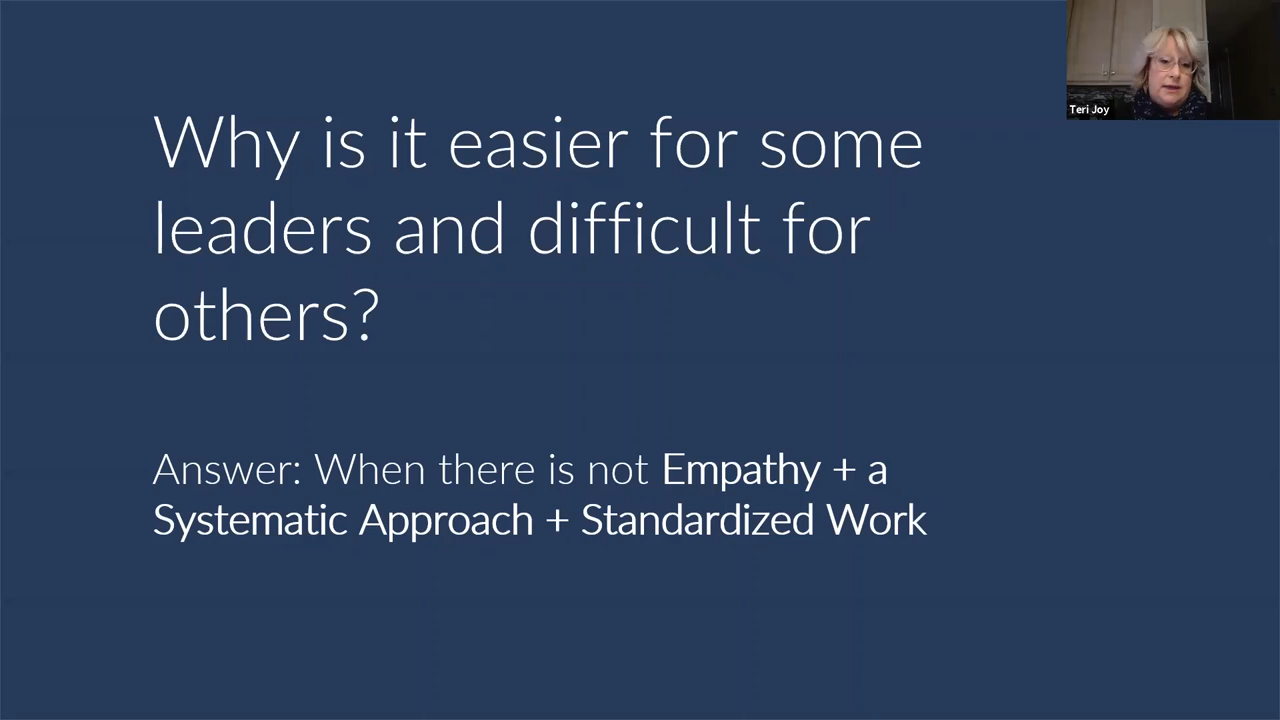 Teri Joy
Why is it easier for some
leaders and difficult for
others?
Answer: When there is not Empathy + a
Systematic Approach + Standardized Work